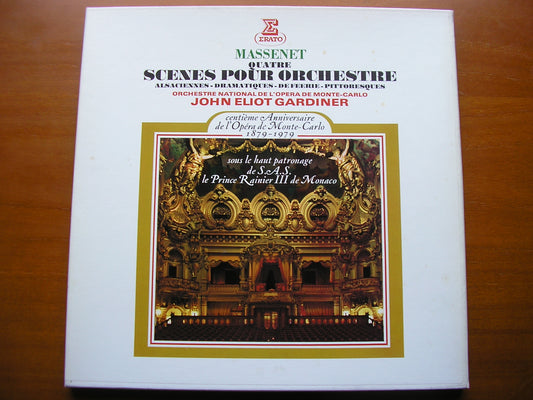 ERATO
MASSENET
QUATRE
SCENES POUR ORCHESTRE
ALSACIENNES - DRAMATIQUES - DE FEERIE - PITTORESQUES
ORCHESTRE NATIONAL DE L'OPERA DE MONTE-CARLO
JOHN ELIOT GARDINER
centième Anniversaire
de l'Opéra de Monte-Carlo
1879-1979
sous le haut patronage
de S.A.S.
le Prince Rainier III de Monaco